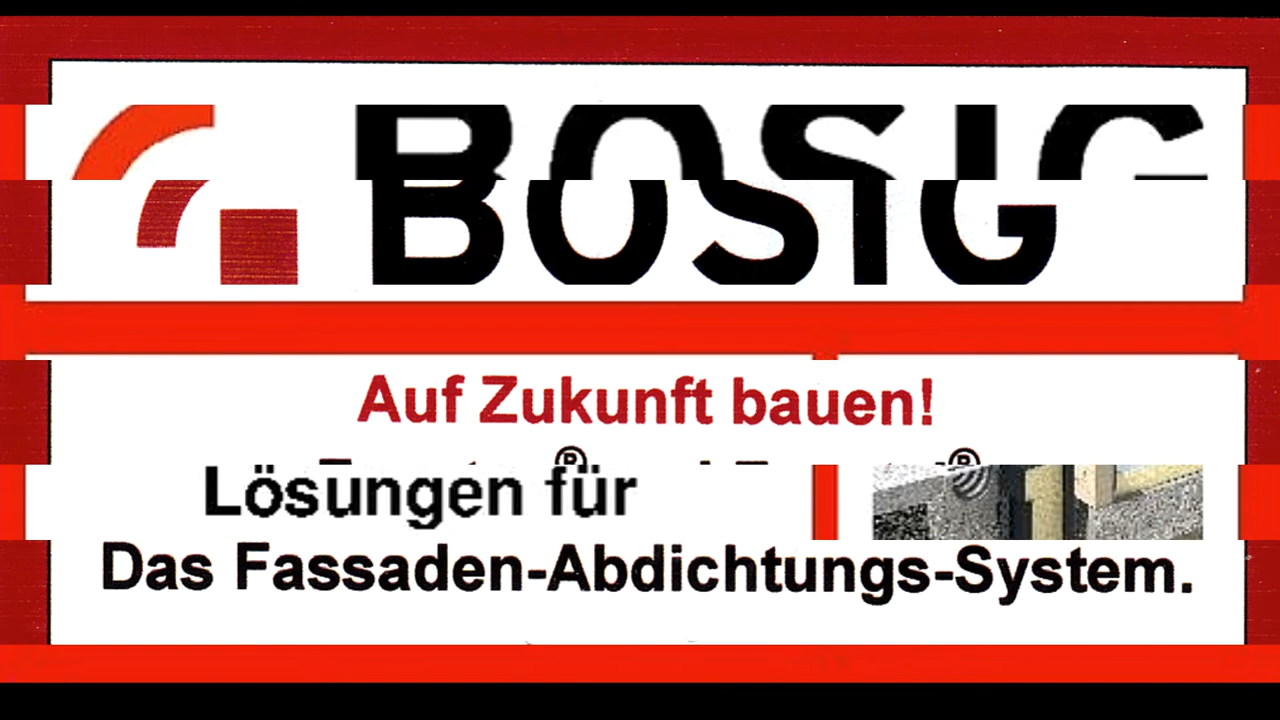 BOSIG
Auf Zukunft bauen!
Lösungen für
Das Fassaden-Abdichtungs-System.